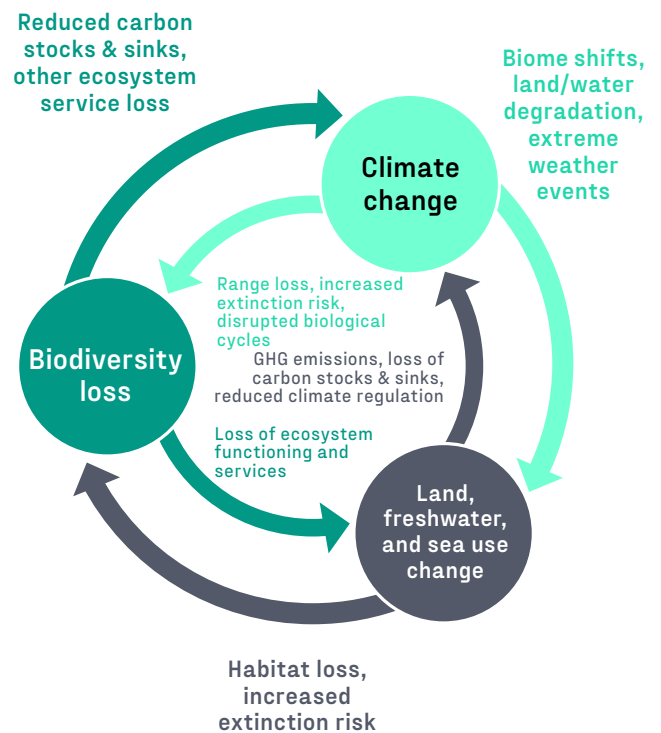 Reduced carbon
stocks & sinks,
other ecosystem
service loss
Biome shifts,
land/water
degradation,
extreme
weather
events
Climate
change
Range loss, increased
extinction risk,
disrupted biological
cycles
Biodiversity
loss
GHG emissions, loss of
carbon stocks & sinks,
reduced climate regulation
Loss of ecosystem
functioning and
services
Land,
freshwater,
and sea use
change
Habitat loss,
increased
extinction risk